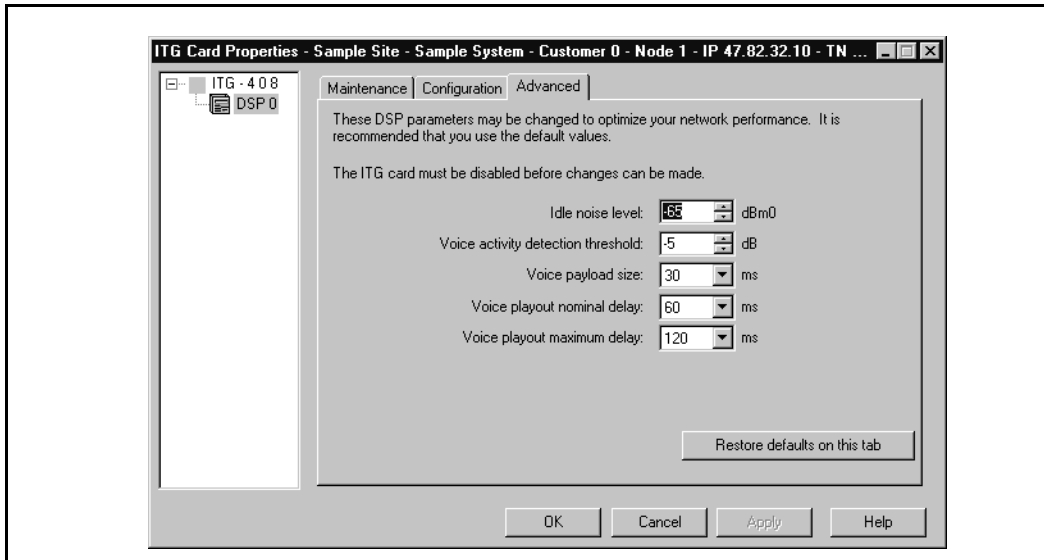 ITG Card Properties - Sample Site - Sample System - Customer 0 - Node 1 - IP 47.82.32.10 - TN ...
ITG - 4 0 8
DSP 0
Maintenance Configuration Advanced
These DSP parameters may be changed to optimize your network performance. It is
recommended that you use the default values.
The ITG card must be disabled before changes can be made.
Idle noise level: -65 dBm0
Voice activity detection threshold: -5 dB
Voice payload size: 30 ms
Voice playout nominal delay: 60 ms
Voice playout maximum delay: 120 ms
Restore defaults on this tab
OK Cancel Apply Help